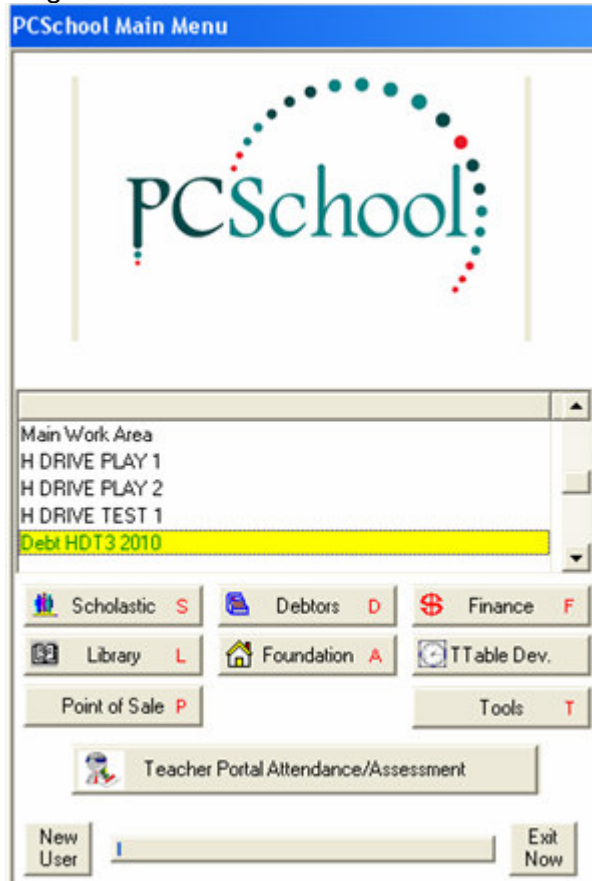 PCSchool Main Menu
PCSchool
Main Work Area
H DRIVE PLAY 1
H DRIVE PLAY 2
H DRIVE TEST 1
Debt HDT3 2010
Scholastic S Debtors D Finance F
Library L Foundation A TTable Dev.
Point of Sale P Tools T
Teacher Portal Attendance/Assessment
New User
Exit Now